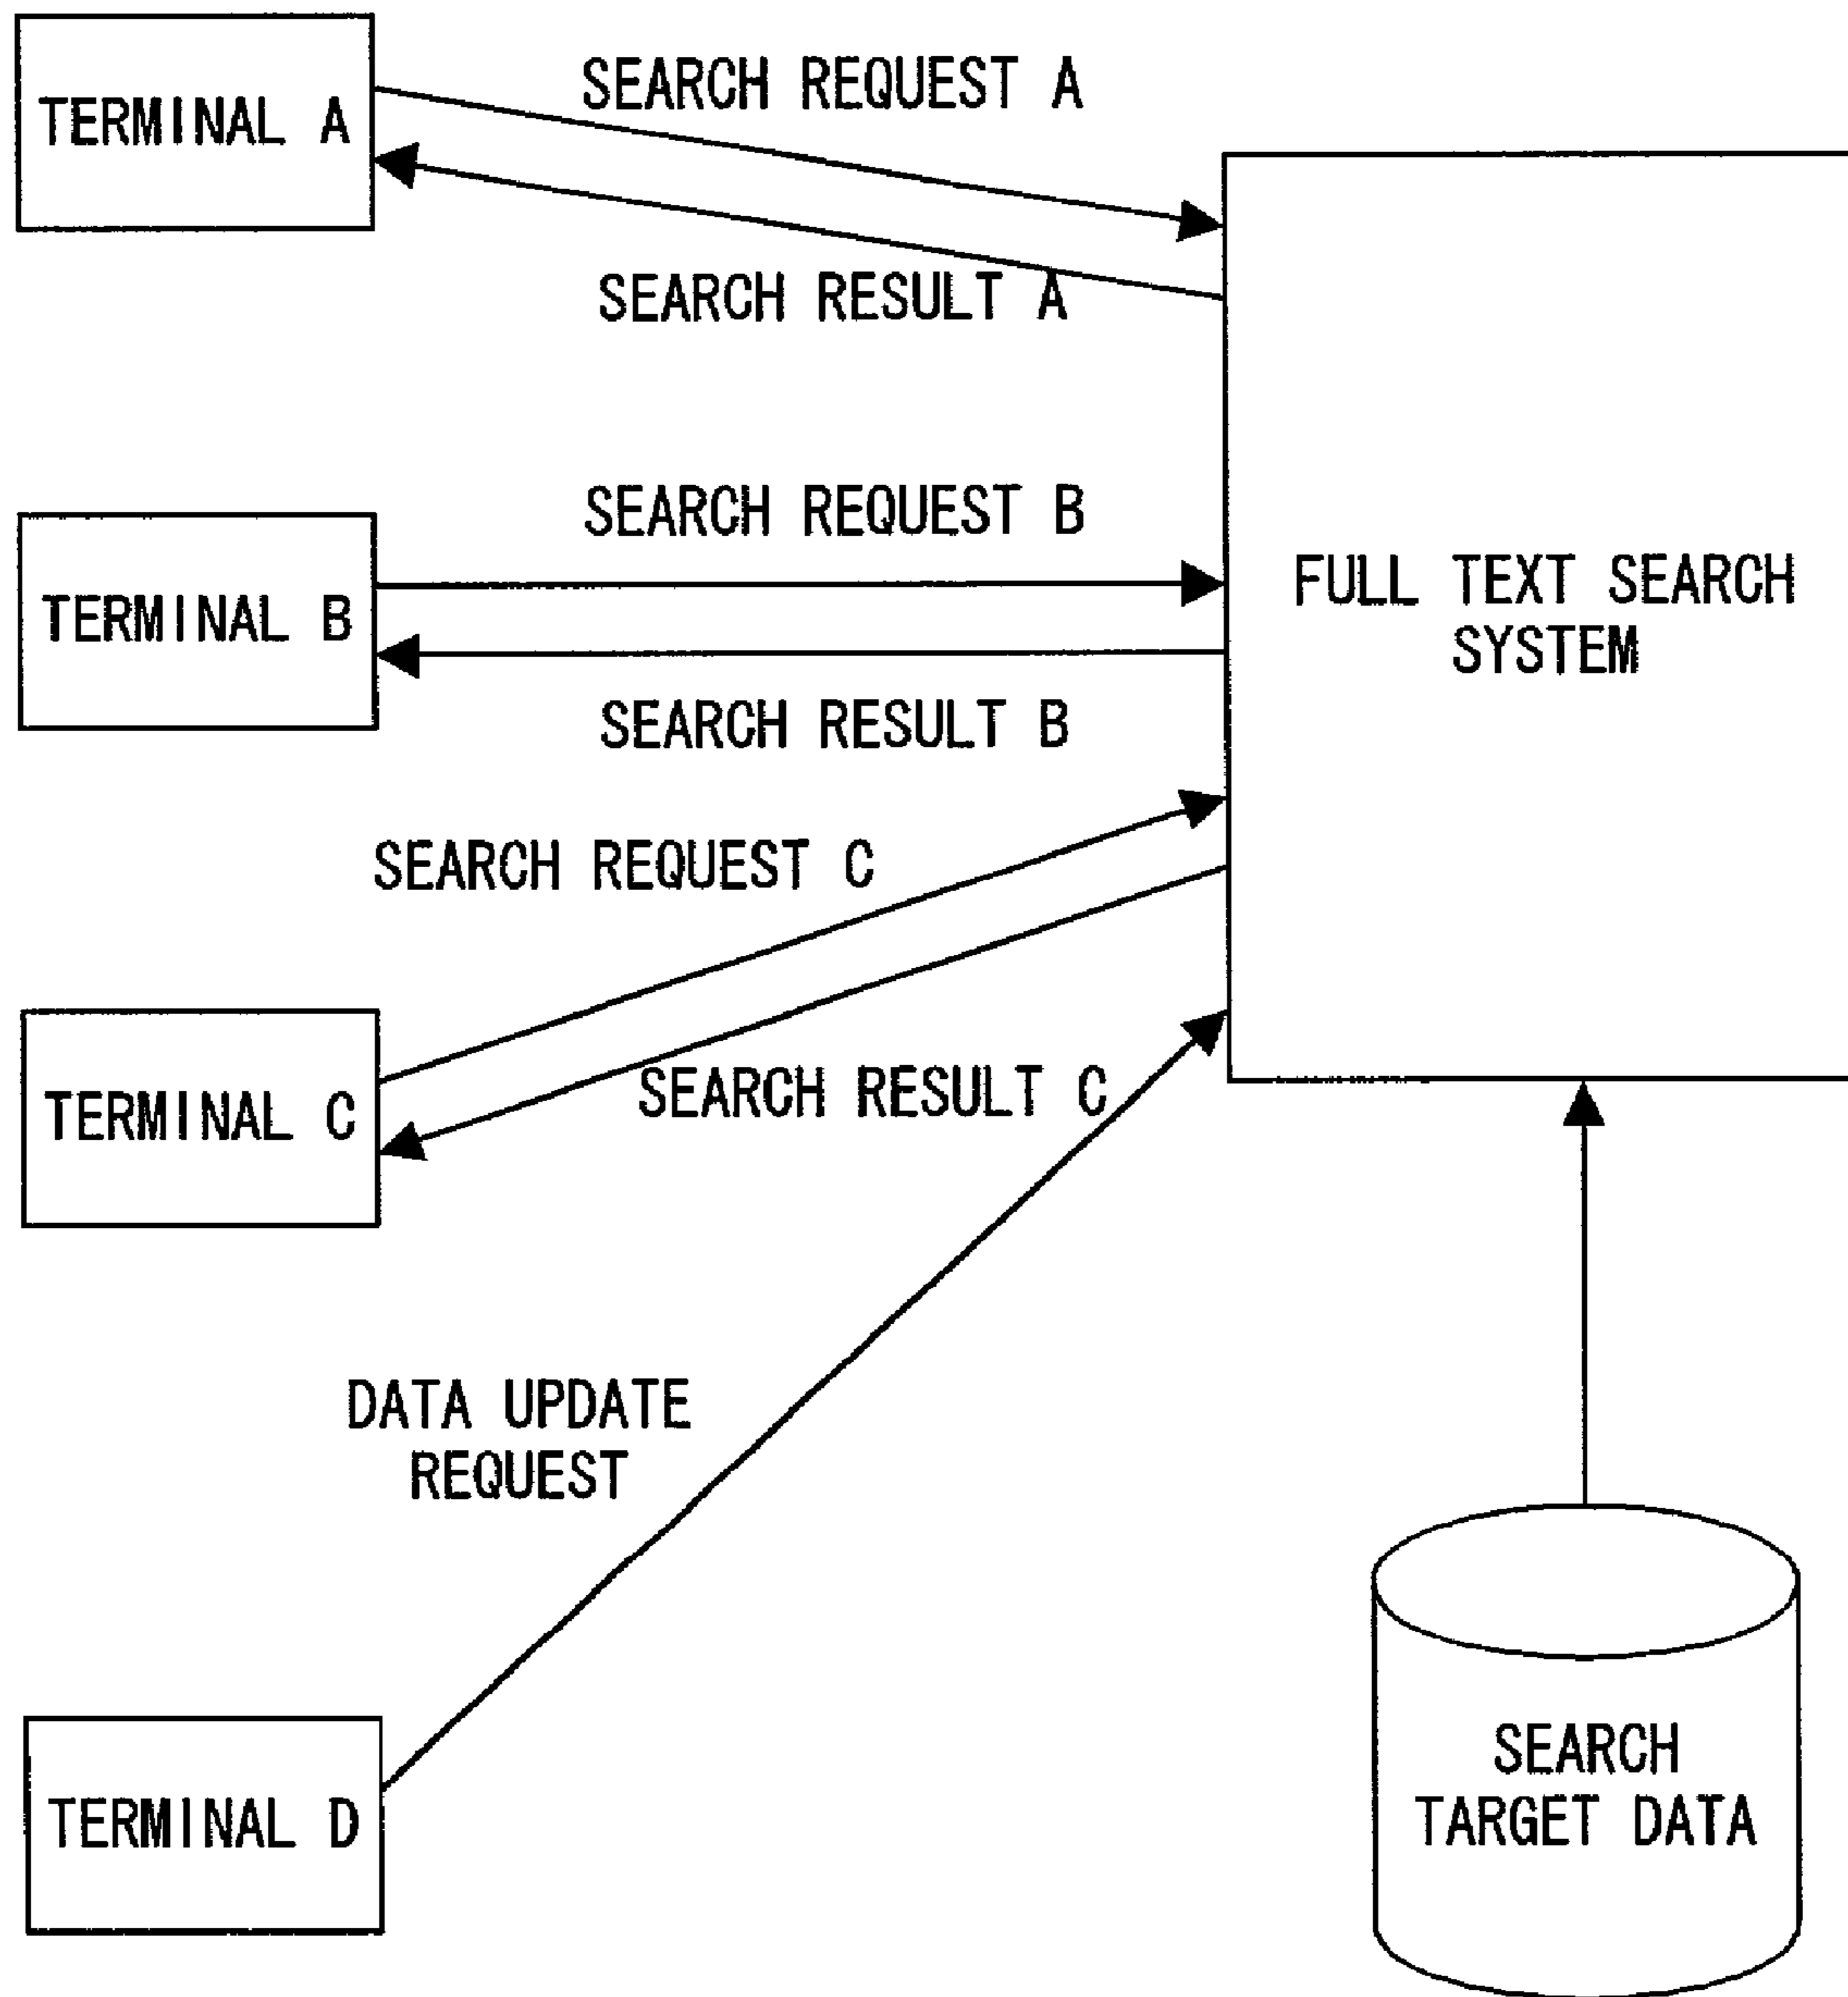 TERMINAL A
SEARCH REQUEST A
SEARCH RESULT A
TERMINAL B
SEARCH REQUEST B
SEARCH RESULT B
FULL TEXT SEARCH
SYSTEM
SEARCH REQUEST C
TERMINAL C
SEARCH RESULT C
DATA UPDATE
REQUEST
TERMINAL D
SEARCH
TARGET DATA